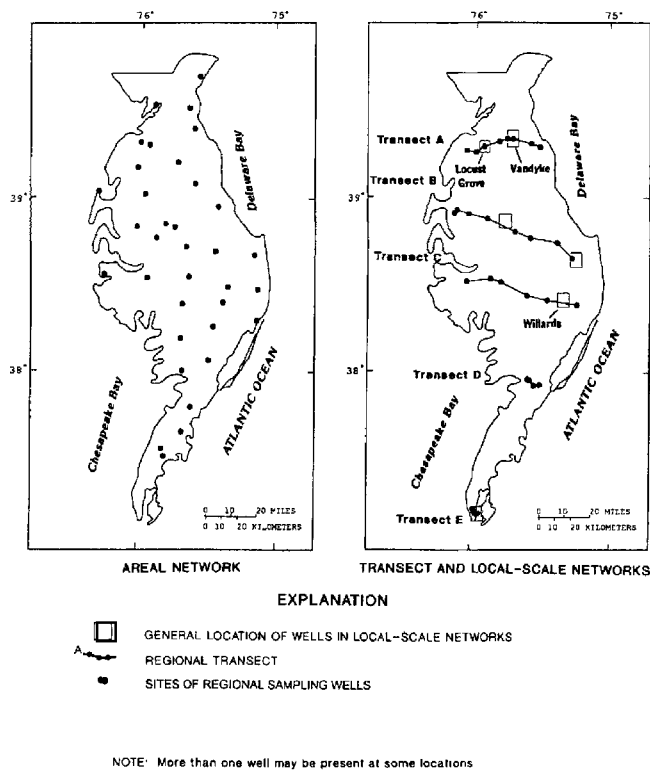 76° 75°
39°
38°
Delaware Bay
Chesapeake Bay
ATLANTIC OCEAN
0 10 20 MILES
0 10 20 KILOMETERS
AREAL NETWORK
76° 75°
Transect A
Locust
Grove
Vandyke
Delaware Bay
Transect B
39°
Transect C
Willards
38°
Transect D
Chesapeake Bay
ATLANTIC OCEAN
Transect E
0 10 20 MILES
0 10 20 KILOMETERS
TRANSECT AND LOCAL-SCALE NETWORKS
EXPLANATION
GENERAL LOCATION OF WELLS IN LOCAL-SCALE NETWORKS
A REGIONAL TRANSECT
SITES OF REGIONAL SAMPLING WELLS
NOTE: More than one well may be present at some locations